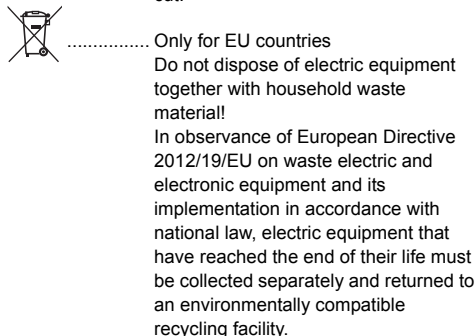 cut.
................ Only for EU countries
Do not dispose of electric equipment
together with household waste
material!
In observance of European Directive
2012/19/EU on waste electric and
electronic equipment and its
implementation in accordance with
national law, electric equipment that
have reached the end of their life must
be collected separately and returned to
an environmentally compatible
recycling facility.